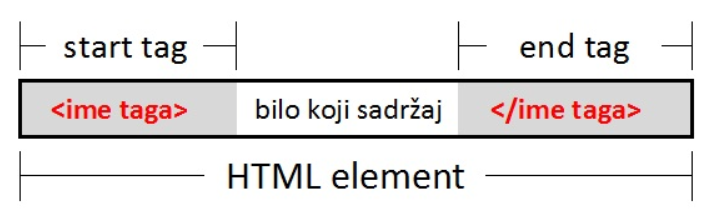 start tag end tag
<ime taga> bilo koji sadržaj </ime taga>
HTML element